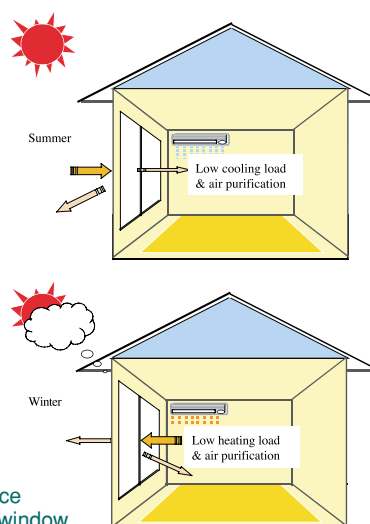 Summer
Low cooling load
& air purification
Winter
Low heating load
& air purification
ce
window